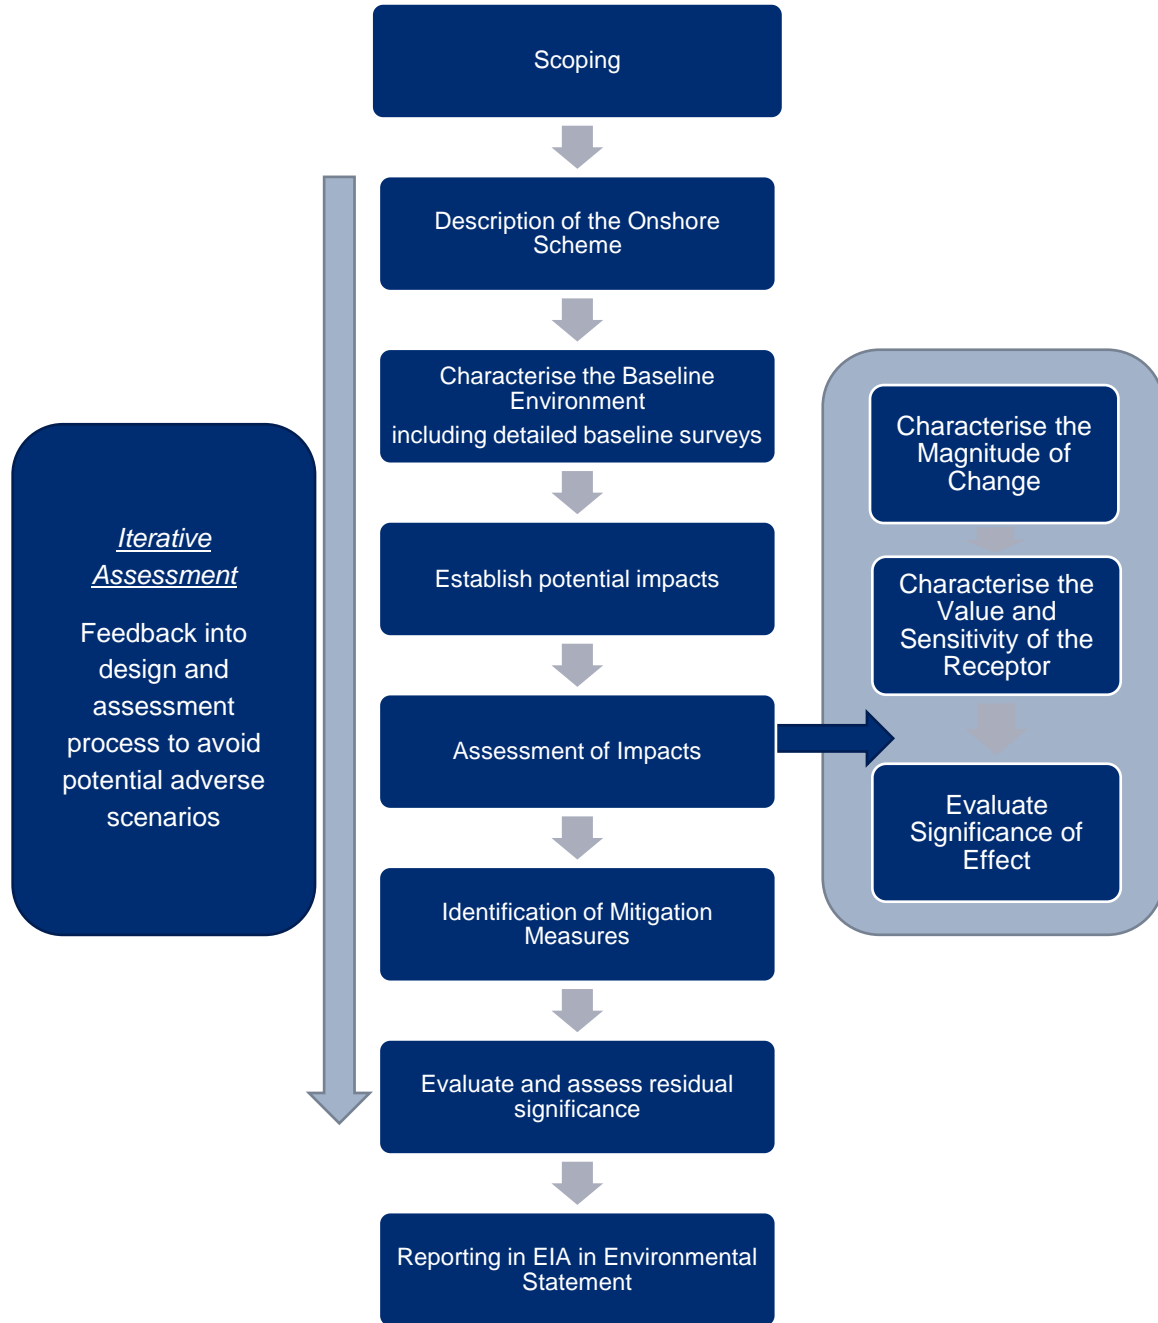 Scoping
Description of the Onshore
Scheme
Characterise the Baseline
Environment
including detailed baseline surveys
Establish potential impacts
Assessment of Impacts
Identification of Mitigation
Measures
Evaluate and assess residual
significance
Reporting in EIA in Environmental
Statement
Iterative
Assessment
Feedback into
design and
assessment
process to avoid
potential adverse
scenarios
Characterise the
Magnitude of
Change
Characterise the
Value and
Sensitivity of the
Receptor
Evaluate
Significance of
Effect